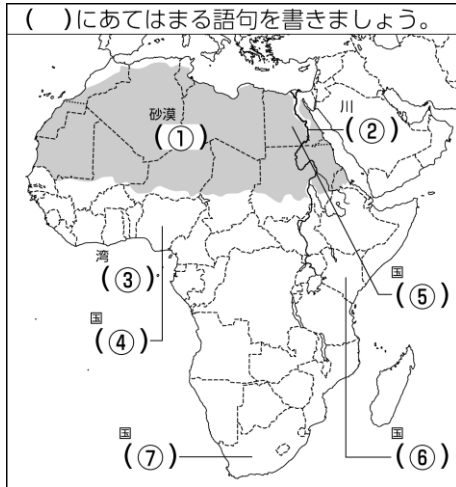 ( )にあてはまる語句を書きましょう。
砂漠
(①)
川
(②)
湾
(③)
国
(④)
国
(⑤)
国
(⑥)
国
(⑦)